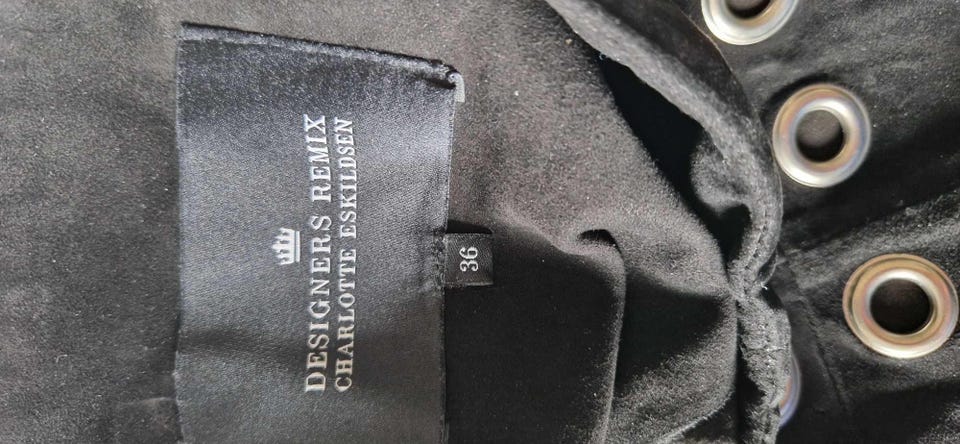 DESIGNERS REMIX
CHARLOTTE ESKILDSEN
36